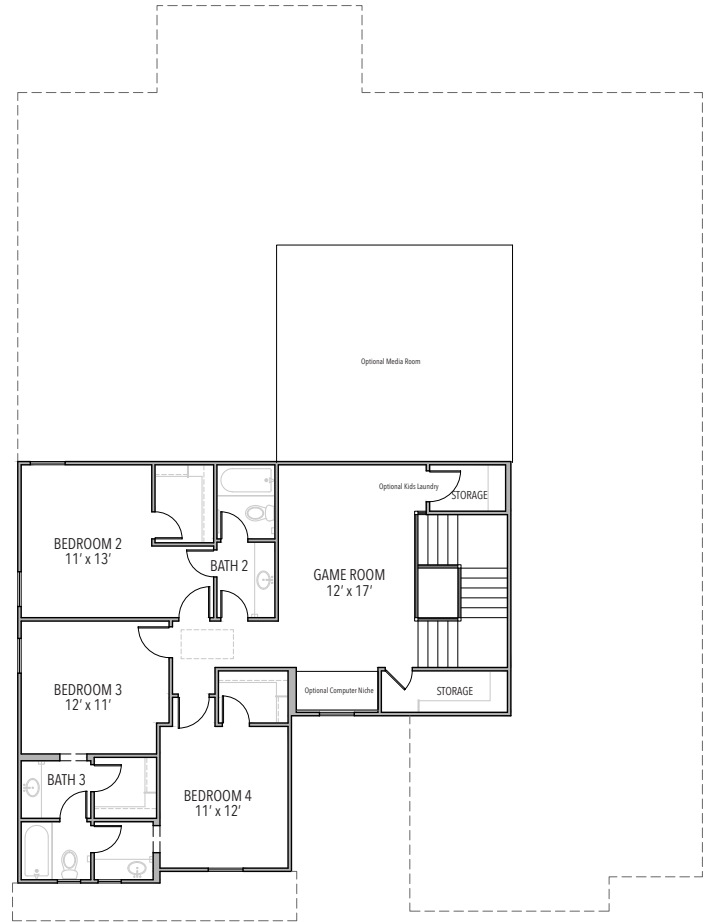 Optional Media Room
Optional Kids Laundry
STORAGE
BEDROOM 2
11' x 13'
BATH 2
GAME ROOM
12' x 17'
BEDROOM 3
12' x 11'
Optional Computer Niche
STORAGE
BATH 3
BEDROOM 4
11' x 12'